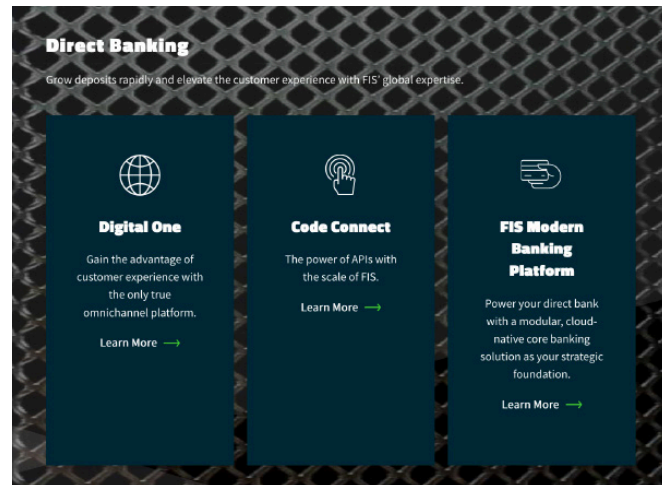 Direct Banking
Grow deposits rapidly and elevate the customer experience with FIS' global expertise.
Digital One
Gain the advantage of
customer experience with
the only true
omnichannel platform.
Learn More →
Code Connect
The power of APIs with
the scale of FIS.
Learn More →
FIS Modern
Banking
Platform
Power your direct bank
with a modular, cloud-
native core banking
solution as your strategic
foundation.
Learn More →